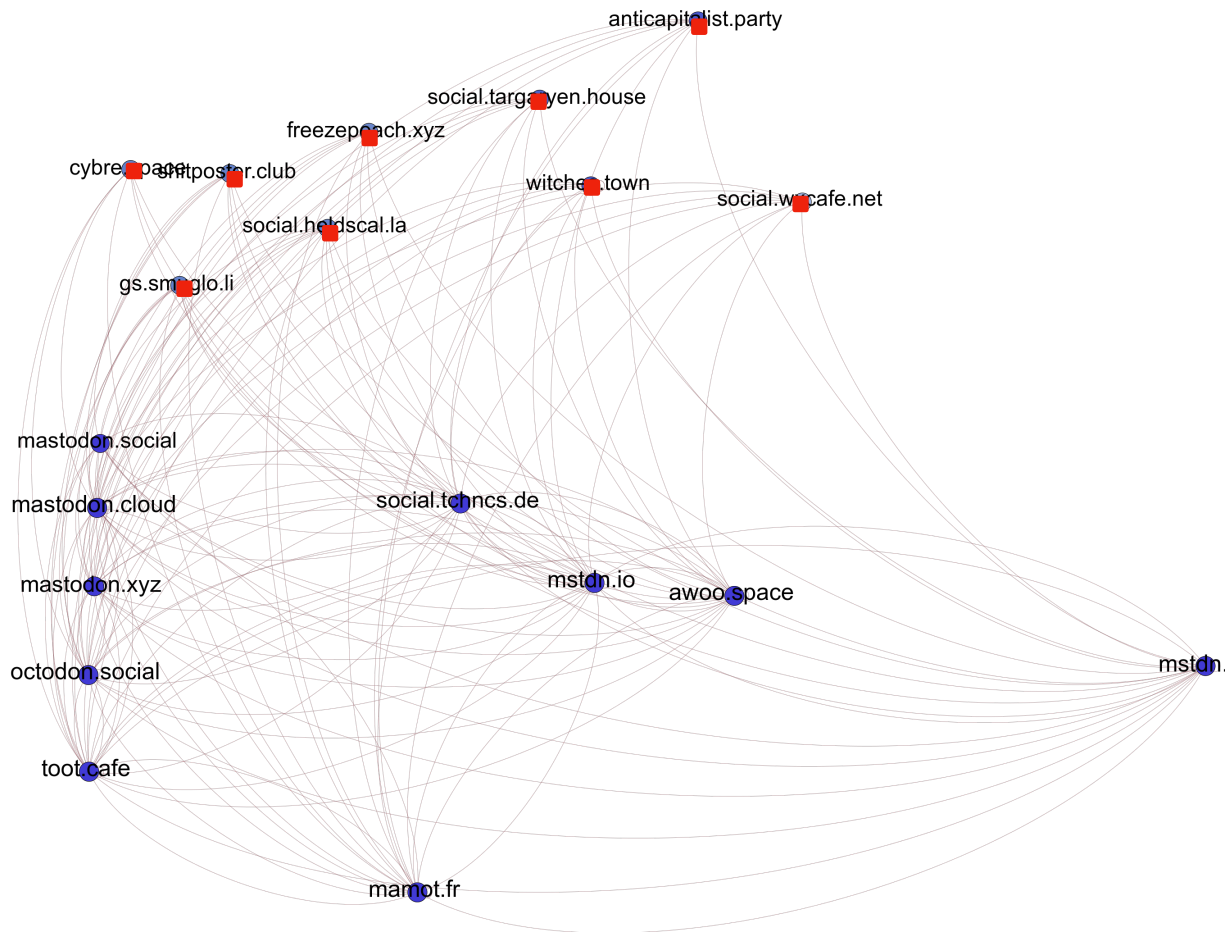 anticapitalist.party
social.targaryen.house
freezepeach.xyz
cybre.space
shitposter.club
witches.town
social.wxcafe.net
social.heldscal.la
gs.smuglo.li
mastodon.social
mastodon.cloud
social.tchncs.de
mastodon.xyz
mstdn.io
awoo.space
mstdn.
octodon.social
toot.cafe
mamot.fr